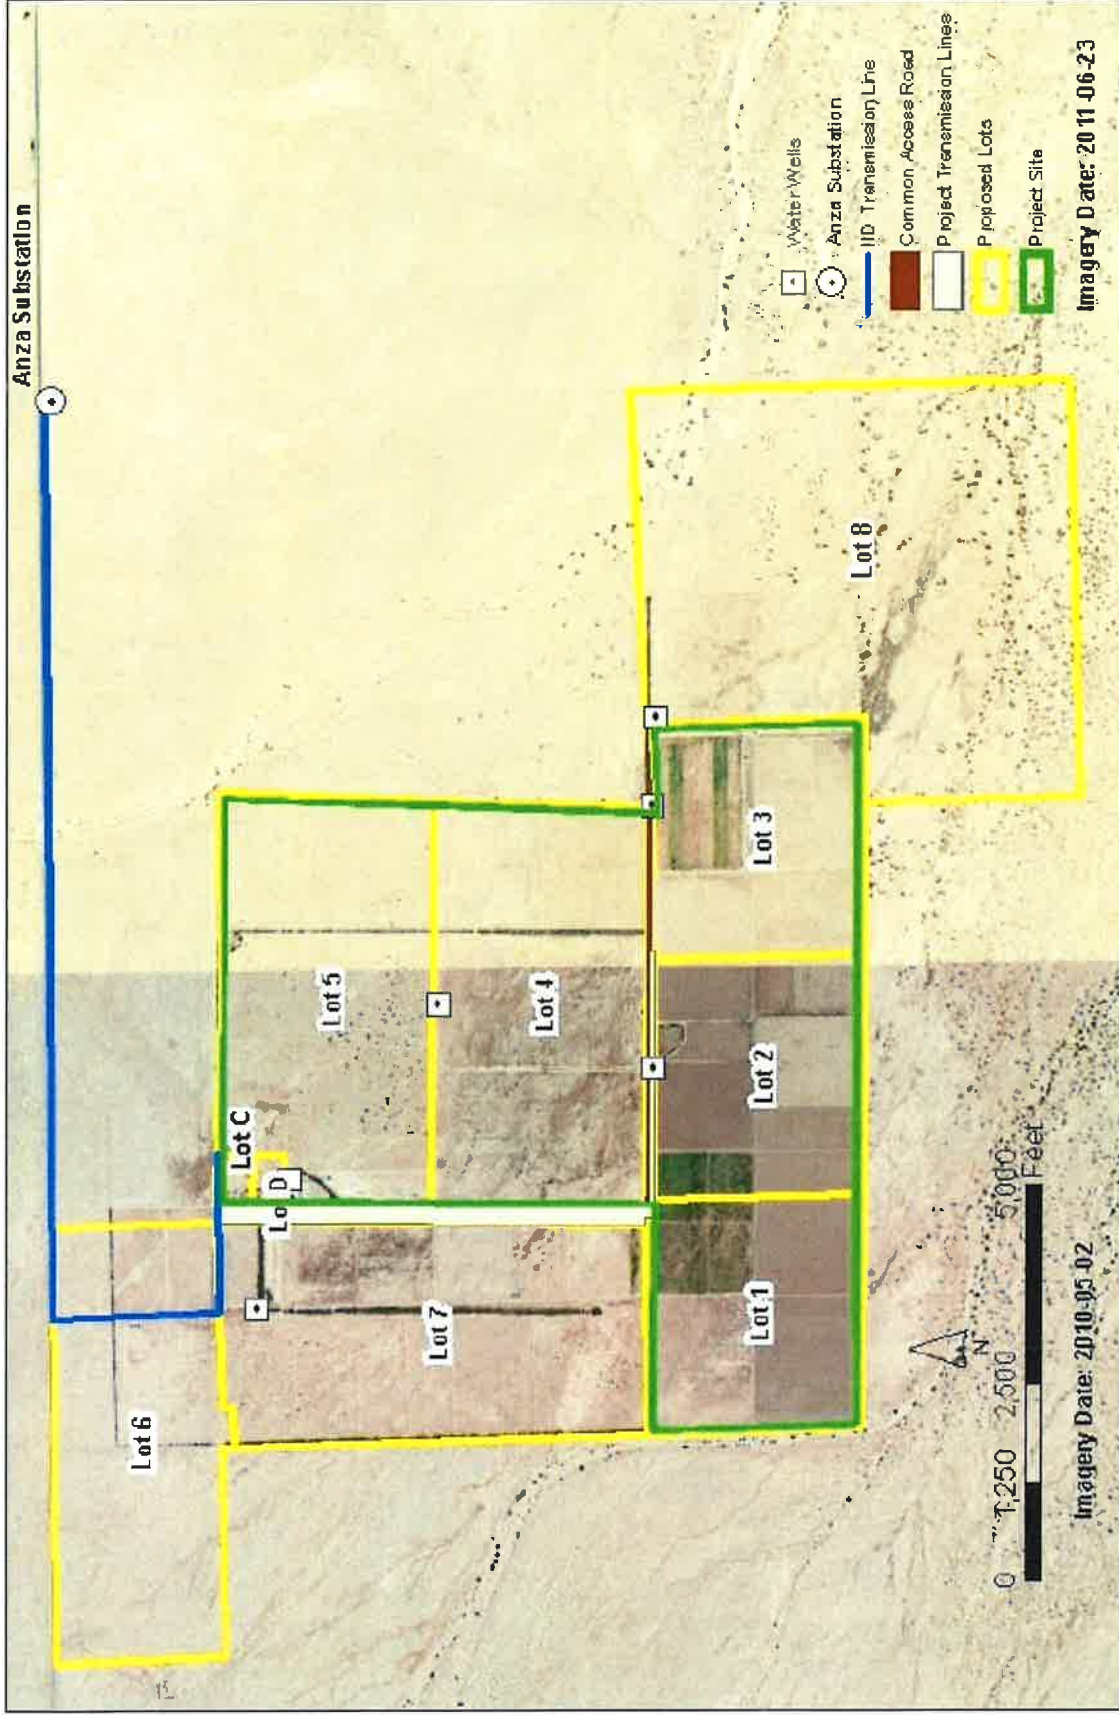 Anza Substation
Lot 6
Lot C
Lot D
Lot 5
Lot 7
Lot 4
Lot 1
Lot 2
Lot 3
Lot 8
Water Wells
Anza Substation
IID Transmission Line
Common Access Road
Project Transmission Lines
Proposed Lots
Project Site
Imagery Date: 2011-06-23
N
0 1,250 2,500 5,000
Feet
Imagery Date: 2010-05-02